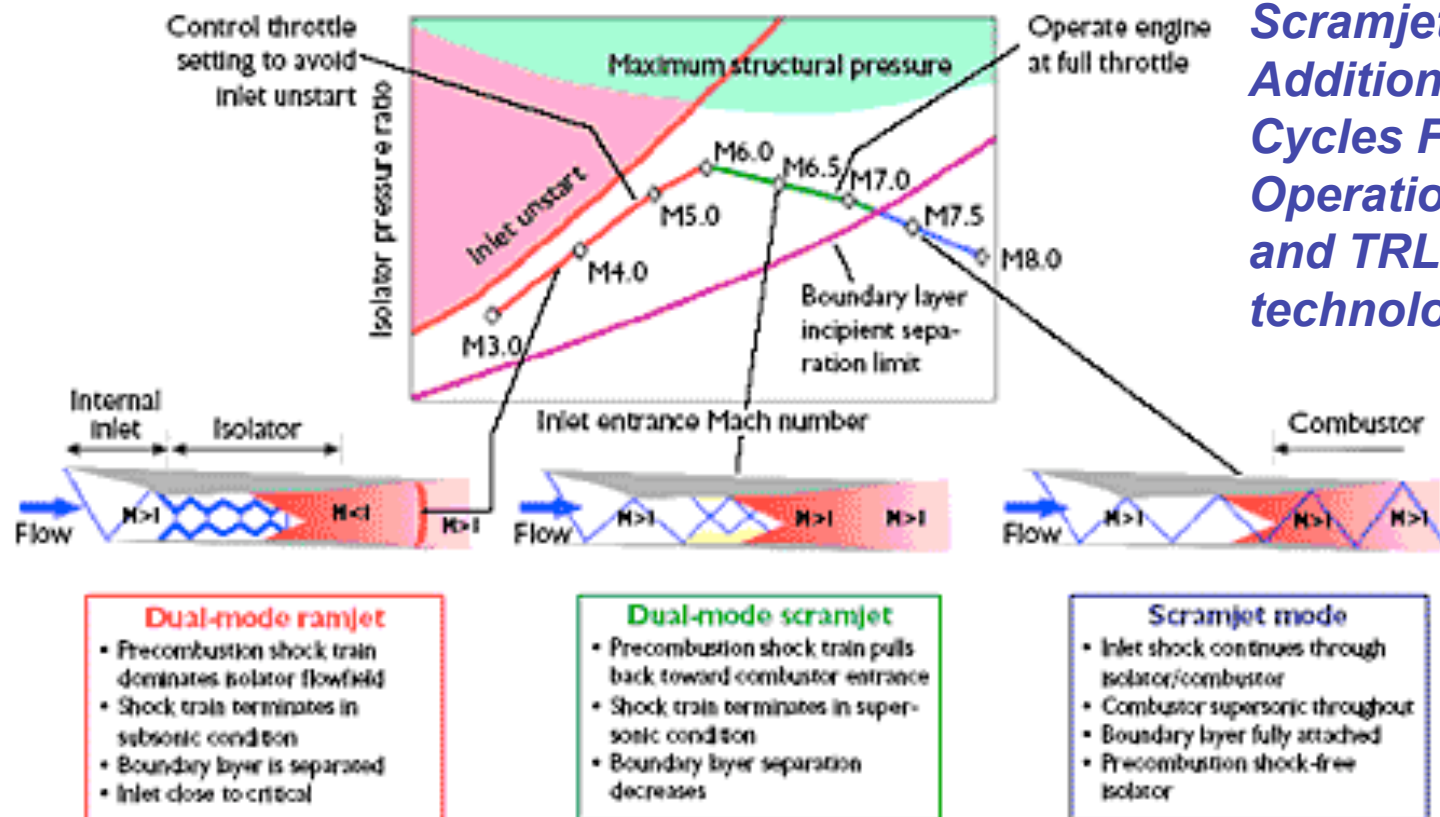 Control throttle
setting to avoid
inlet unstart
Operate engine
at full throttle
Scramjet
Addition
Cycles F
Operatio
and TRL
technolo
Maximum structural pressure
Isolator pressure ratio
Inlet unstart
M3.0
M4.0
M5.0
M6.0
M6.5
M7.0
M7.5
M8.0
Boundary layer
incipient sepa-
ration limit
Inlet entrance Mach number
Internal
inlet
Isolator
Combustor
Flow
M>1
M<1
M>1
Flow
M>1
M>1
M>1
Flow
M>1
M>1
M>1
Dual-mode ramjet
• Precombustion shock train
dominates isolator flowfield
• Shock train terminates in
subsonic condition
• Boundary layer is separated
• Inlet close to critical
Dual-mode scramjet
• Precombustion shock train pulls
back toward combustor entrance
• Shock train terminates in super-
sonic condition
• Boundary layer separation
decreases
Scramjet mode
• Inlet shock continues through
isolator/combustor
• Combustor supersonic throughout
• Boundary layer fully attached
• Precombustion shock-free
isolator